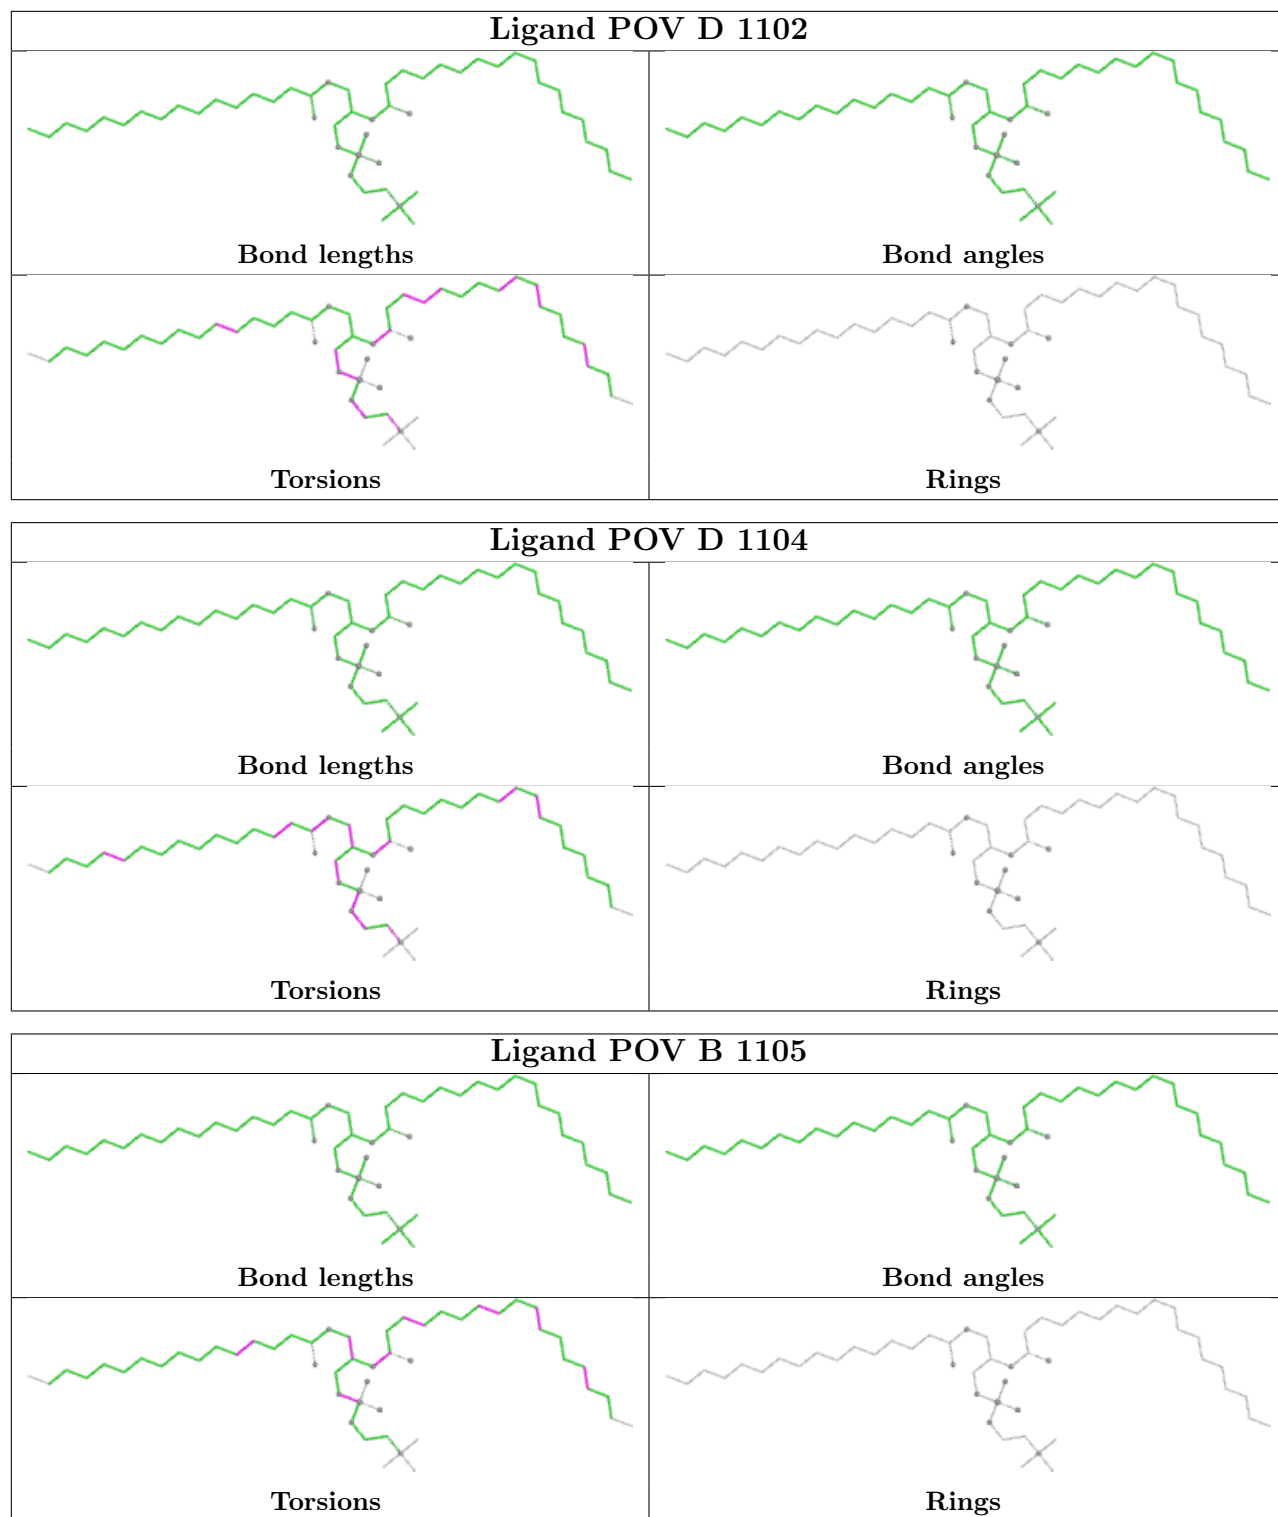 Ligand POV D 1102
Bond lengths
Bond angles
Torsions
Rings
Ligand POV D 1104
Bond lengths
Bond angles
Torsions
Rings
Ligand POV B 1105
Bond lengths
Bond angles
Torsions
Rings